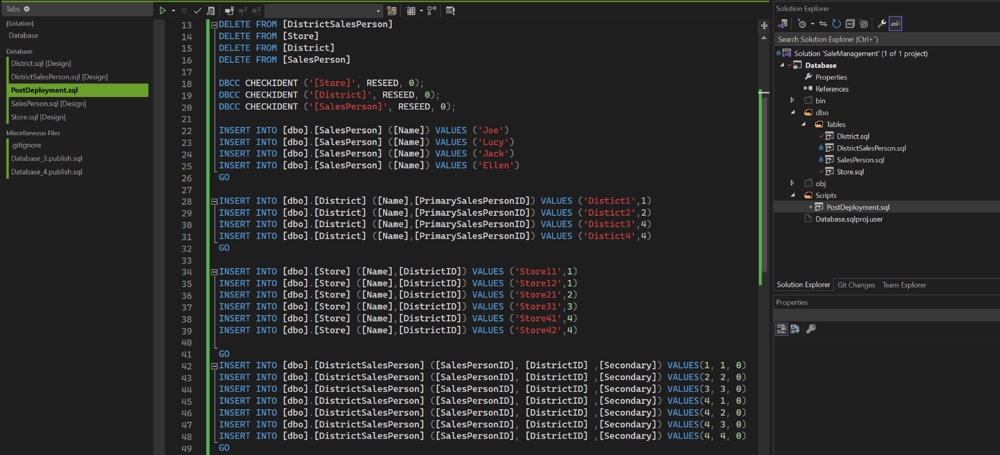 Tabs
[Solution]
Database
Database
District.sql [Design]
DistrictSalesPerson.sql [Design]
PostDeployment.sql
SalesPerson.sql [Design]
Store.sql [Design]
Miscellaneous Files
.gitignore
Database_3.publish.sql
Database_4.publish.sql
13 DELETE FROM [DistrictSalesPerson]
14 DELETE FROM [Store]
15 DELETE FROM [District]
16 DELETE FROM [SalesPerson]
17
18 DBCC CHECKIDENT ('[Store]', RESEED, 0);
19 DBCC CHECKIDENT ('[District]', RESEED, 0);
20 DBCC CHECKIDENT ('[SalesPerson]', RESEED, 0);
21
22 INSERT INTO [dbo].[SalesPerson] ([Name]) VALUES ('Joe')
23 INSERT INTO [dbo].[SalesPerson] ([Name]) VALUES ('Lucy')
24 INSERT INTO [dbo].[SalesPerson] ([Name]) VALUES ('Jack')
25 INSERT INTO [dbo].[SalesPerson] ([Name]) VALUES ('Ellen')
26 GO
27
28 INSERT INTO [dbo].[District] ([Name],[PrimarySalesPersonID]) VALUES ('Distict1',1)
29 INSERT INTO [dbo].[District] ([Name],[PrimarySalesPersonID]) VALUES ('Distict2',2)
30 INSERT INTO [dbo].[District] ([Name],[PrimarySalesPersonID]) VALUES ('Distict3',4)
31 INSERT INTO [dbo].[District] ([Name],[PrimarySalesPersonID]) VALUES ('Distict4',4)
32 GO
33
34 INSERT INTO [dbo].[Store] ([Name],[DistrictID]) VALUES ('Store11',1)
35 INSERT INTO [dbo].[Store] ([Name],[DistrictID]) VALUES ('Store12',1)
36 INSERT INTO [dbo].[Store] ([Name],[DistrictID]) VALUES ('Store21',2)
37 INSERT INTO [dbo].[Store] ([Name],[DistrictID]) VALUES ('Store31',3)
38 INSERT INTO [dbo].[Store] ([Name],[DistrictID]) VALUES ('Store41',4)
39 INSERT INTO [dbo].[Store] ([Name],[DistrictID]) VALUES ('Store42',4)
40
41 GO
42 INSERT INTO [dbo].[DistrictSalesPerson] ([SalesPersonID], [DistrictID] ,[Secondary]) VALUES(1, 1, 0)
43 INSERT INTO [dbo].[DistrictSalesPerson] ([SalesPersonID], [DistrictID] ,[Secondary]) VALUES(2, 2, 0)
44 INSERT INTO [dbo].[DistrictSalesPerson] ([SalesPersonID], [DistrictID] ,[Secondary]) VALUES(3, 3, 0)
45 INSERT INTO [dbo].[DistrictSalesPerson] ([SalesPersonID], [DistrictID] ,[Secondary]) VALUES(4, 1, 0)
46 INSERT INTO [dbo].[DistrictSalesPerson] ([SalesPersonID], [DistrictID] ,[Secondary]) VALUES(4, 2, 0)
47 INSERT INTO [dbo].[DistrictSalesPerson] ([SalesPersonID], [DistrictID] ,[Secondary]) VALUES(4, 3, 0)
48 INSERT INTO [dbo].[DistrictSalesPerson] ([SalesPersonID], [DistrictID] ,[Secondary]) VALUES(4, 4, 0)
49 GO
Solution Explorer
Search Solution Explorer (Ctrl+¨)
Solution 'SaleManagement' (1 of 1 project)
Database
Properties
References
bin
dbo
Tables
District.sql
DistrictSalesPerson.sql
SalesPerson.sql
Store.sql
obj
Scripts
PostDeployment.sql
Database.sqlproj.user
Solution Explorer Git Changes Team Explorer
Properties